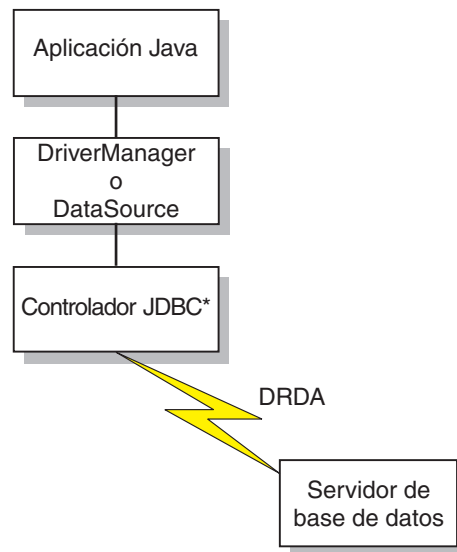 Aplicación Java
DriverManager
o
DataSource
Controlador JDBC*
DRDA
Servidor de
base de datos